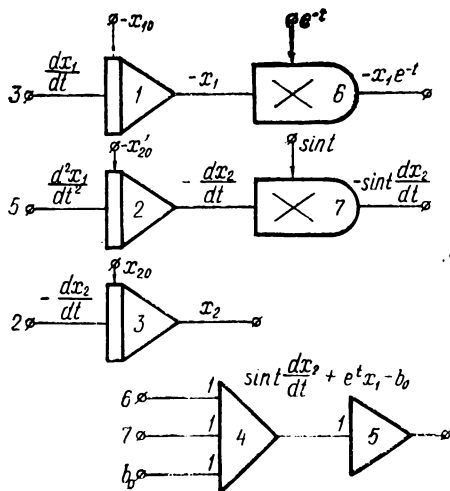 -x₁₀
e⁻ᵗ
3 dx₁/dt 1 -x₁ 6 -x₁e⁻ᵗ
-x₂₀′
sint
5 d²x₁/dt² 2 -dx₂/dt 7 -sint dx₂/dt
x₂₀
2 -dx₂/dt 3 x₂
sint dx₂/dt + eᵗx₁ - b₀
6 1
7 1 4 1 5
b₀ 1